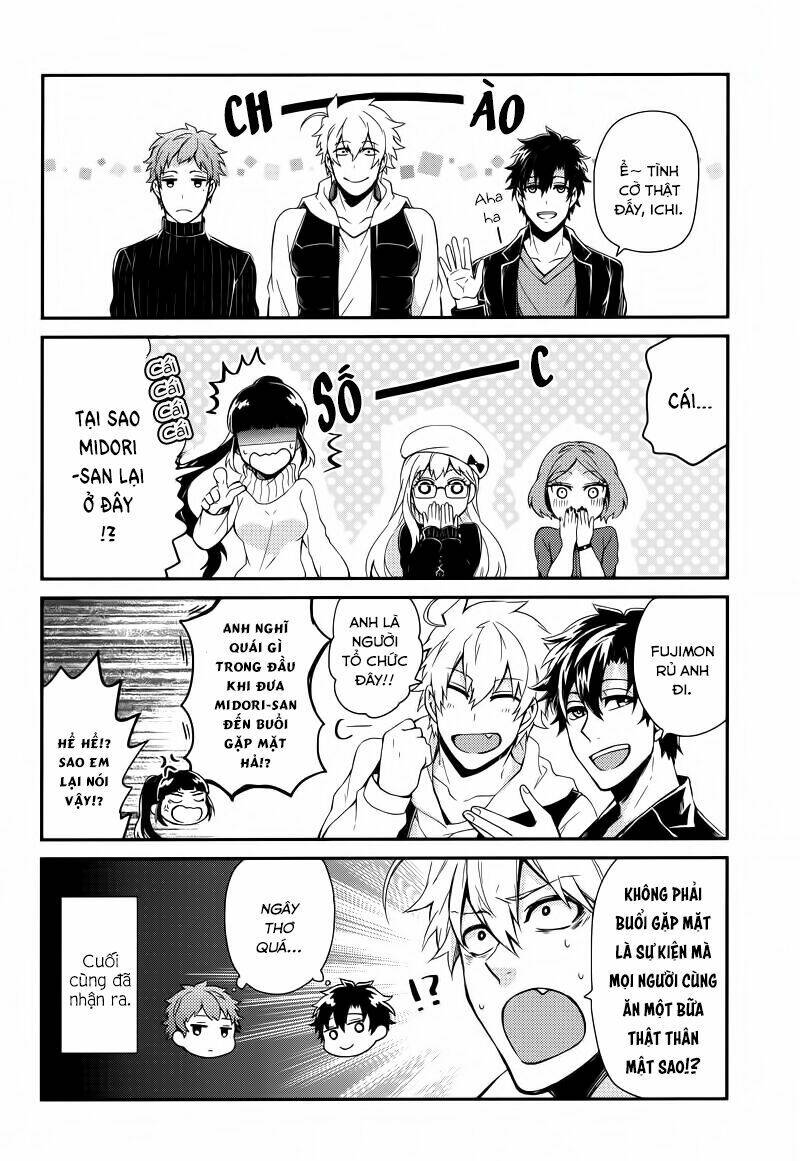 CH — ÀO
Ể~ TÌNH
CỜ THẬT
ĐẤY, ICHI.
Aha
ha
CÁI...
SỐ — C
CÁI
CÁI
CÁI
CÁI
TẠI SAO
MIDORI
-SAN LẠI
Ở ĐÂY
!?
FUJIMON
RỦ ANH
ĐI.
ANH LÀ
NGƯỜI
TỔ CHỨC
ĐÂY!!
ANH NGHĨ
QUÁI GÌ
TRONG ĐẦU
KHI ĐƯA
MIDORI-SAN
ĐẾN BUỔI
GẶP MẶT
HẢ!?
HỂ HỂ!?
SAO EM
LẠI NÓI
VẬY!?
KHÔNG PHẢI
BUỔI GẶP MẶT
LÀ SỰ KIỆN MÀ
MỌI NGƯỜI CÙNG
ĂN MỘT BỮA
THẬT THÂN
MẬT SAO!?
!?
NGÂY
THƠ
QUÁ...
Cuối
cùng đã
nhận ra.